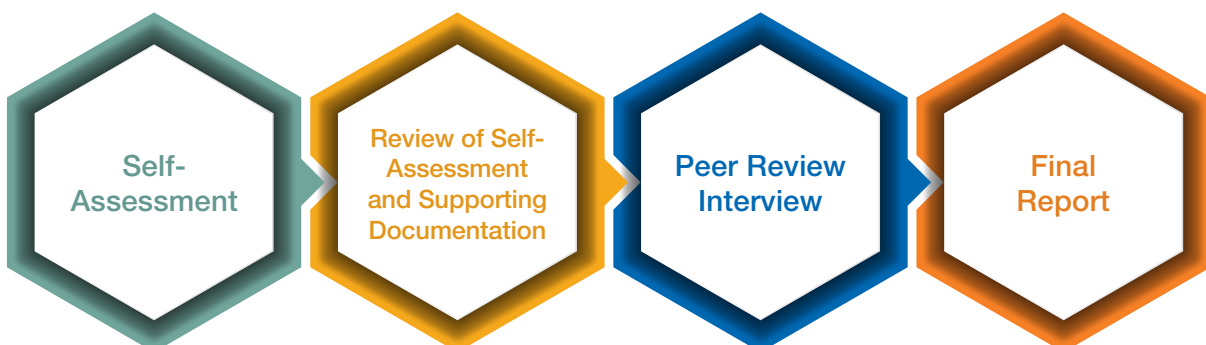 Self-
Assessment
Review of Self-
Assessment
and Supporting
Documentation
Peer Review
Interview
Final
Report